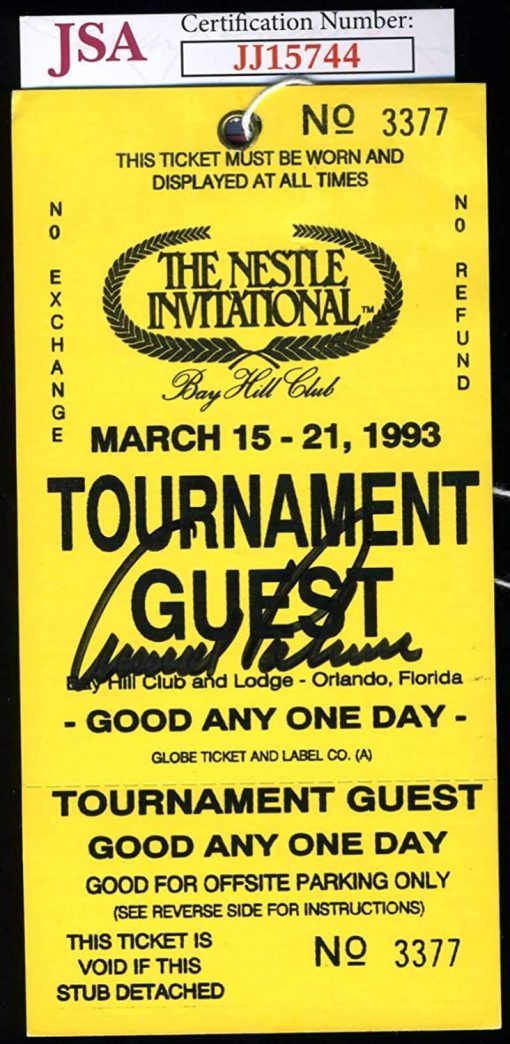 JSA
Certification Number:
JJ15744
Nº 3377
THIS TICKET MUST BE WORN AND
DISPLAYED AT ALL TIMES
NO EXCHANGE
NO REFUND
THE NESTLE
INVITATIONAL™
Bay Hill Club
MARCH 15 - 21, 1993
TOURNAMENT
GUEST
Arnold Palmer
Bay Hill Club and Lodge - Orlando, Florida
- GOOD ANY ONE DAY -
GLOBE TICKET AND LABEL CO. (A)
TOURNAMENT GUEST
GOOD ANY ONE DAY
GOOD FOR OFFSITE PARKING ONLY
(SEE REVERSE SIDE FOR INSTRUCTIONS)
THIS TICKET IS
VOID IF THIS
STUB DETACHED
Nº 3377